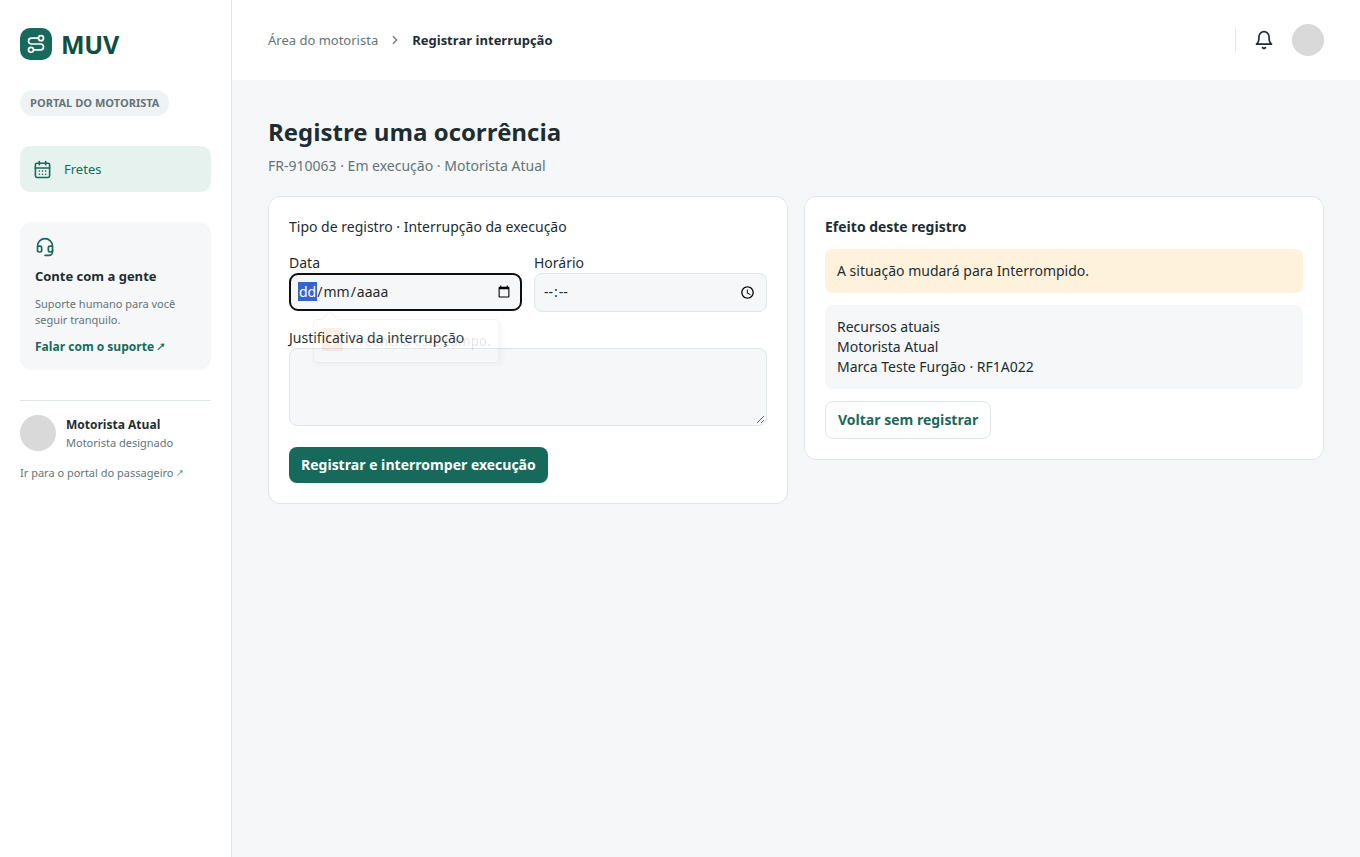 MUV
PORTAL DO MOTORISTA
Fretes
Conte com a gente
Suporte humano para você
seguir tranquilo.
Falar com o suporte ↗
Motorista Atual
Motorista designado
Ir para o portal do passageiro ↗
Área do motorista > Registrar interrupção
Registre uma ocorrência
FR-910063 · Em execução · Motorista Atual
Tipo de registro · Interrupção da execução
Data
Horário
dd/mm/aaaa
--:--
Justificativa da interrupção
Registrar e interromper execução
Efeito deste registro
A situação mudará para Interrompido.
Recursos atuais
Motorista Atual
Marca Teste Furgão · RF1A022
Voltar sem registrar